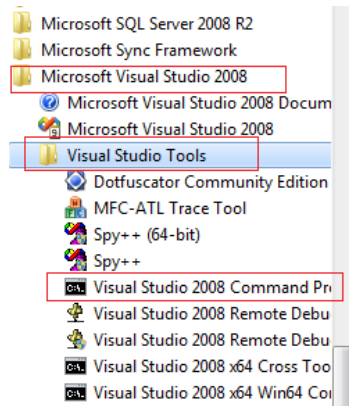 Microsoft SQL Server 2008 R2
Microsoft Sync Framework
Microsoft Visual Studio 2008
Microsoft Visual Studio 2008 Docum
Microsoft Visual Studio 2008
Visual Studio Tools
Dotfuscator Community Edition
MFC-ATL Trace Tool
Spy++ (64-bit)
Spy++
Visual Studio 2008 Command Pro
Visual Studio 2008 Remote Debu
Visual Studio 2008 Remote Debu
Visual Studio 2008 x64 Cross Too
Visual Studio 2008 x64 Win64 Cor